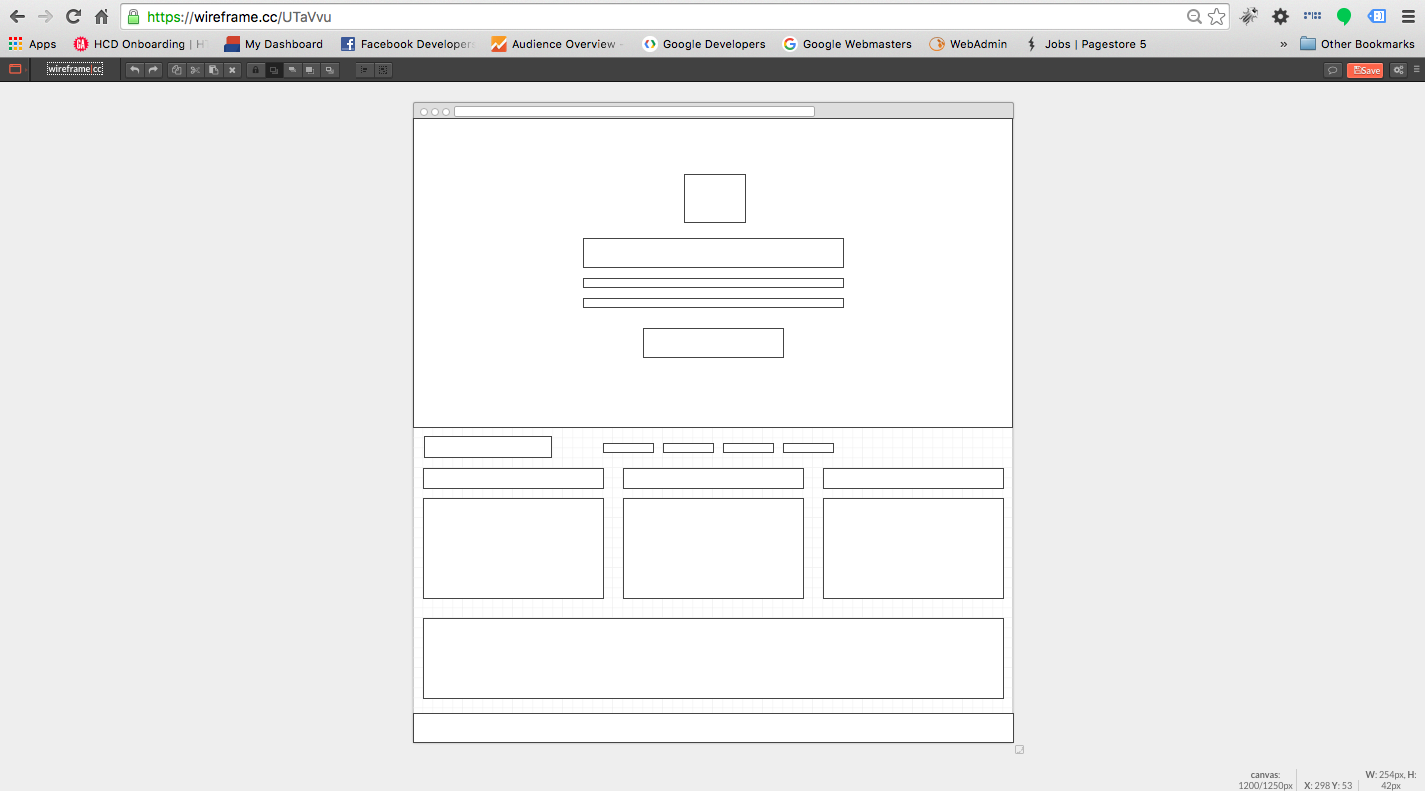 https://wireframe.cc/UTaVvu
Apps HCD Onboarding | My Dashboard Facebook Developers Audience Overview - Google Developers Google Webmasters WebAdmin Jobs | Pagestore 5 » Other Bookmarks
wireframe|cc Save
canvas: W: 254px, H:
1200/1250px X: 298 Y: 53 42px